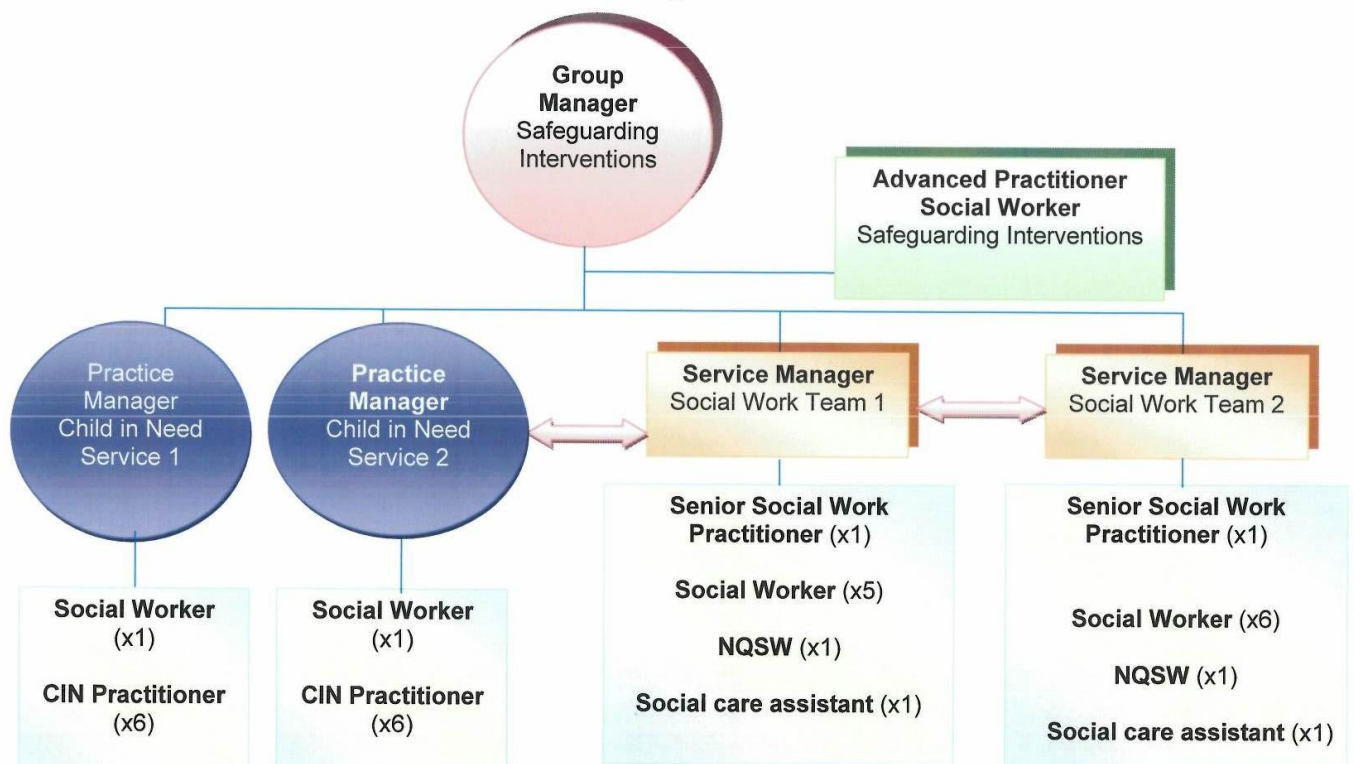 Group
Manager
Safeguarding
Interventions
Advanced Practitioner
Social Worker
Safeguarding Interventions
Practice
Manager
Child in Need
Service 1
Practice
Manager
Child in Need
Service 2
Service Manager
Social Work Team 1
Service Manager
Social Work Team 2
Social Worker
(x1)
CIN Practitioner
(x6)
Social Worker
(x1)
CIN Practitioner
(x6)
Senior Social Work
Practitioner (x1)
Social Worker (x5)
NQSW (x1)
Social care assistant (x1)
Senior Social Work
Practitioner (x1)
Social Worker (x6)
NQSW (x1)
Social care assistant (x1)